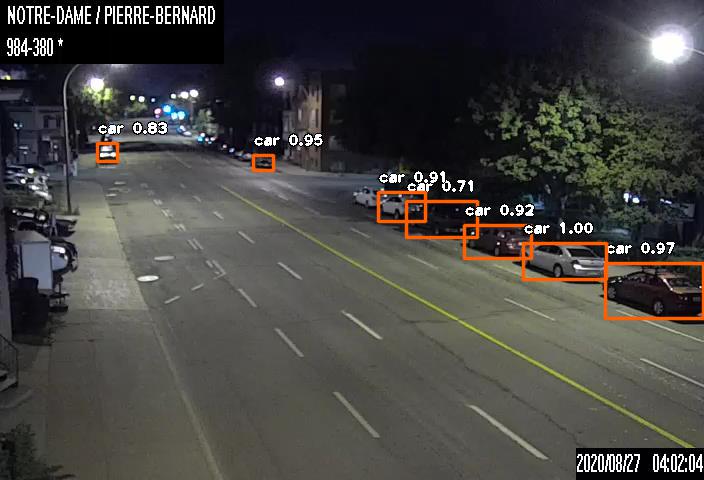 NOTRE-DAME / PIERRE-BERNARD
984-380 *
car 0.83
car 0.95
car 0.91
car 0.71
car 0.92
car 1.00
car 0.97
2020/08/27 04:02:04